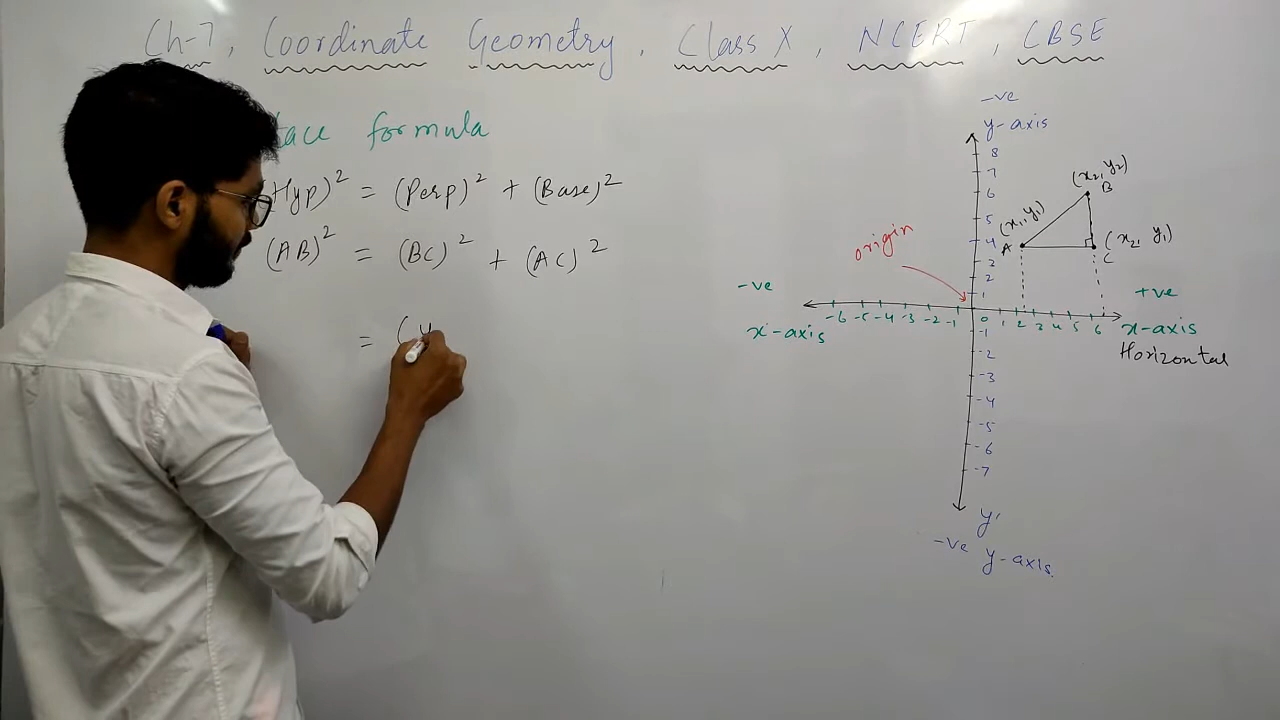 Ch-7, Coordinate Geometry, Class X, NCERT, CBSE
formula
Hyp)² = (Perp)² + (Base)²
(AB)² = (BC)² + (AC)²
= (y
-ve
y-axis
8
7
6
5
4
3
2
1
(x₂, y₂)
B
(x₁, y₁)
A
(x₂, y₁)
C
origin
-ve
x'-axis
-6 -5 -4 -3 -2 -1 0 1 2 3 4 5 6
+ve
x-axis
Horizontal
-1
-2
-3
-4
-5
-6
-7
y'
-ve y-axis